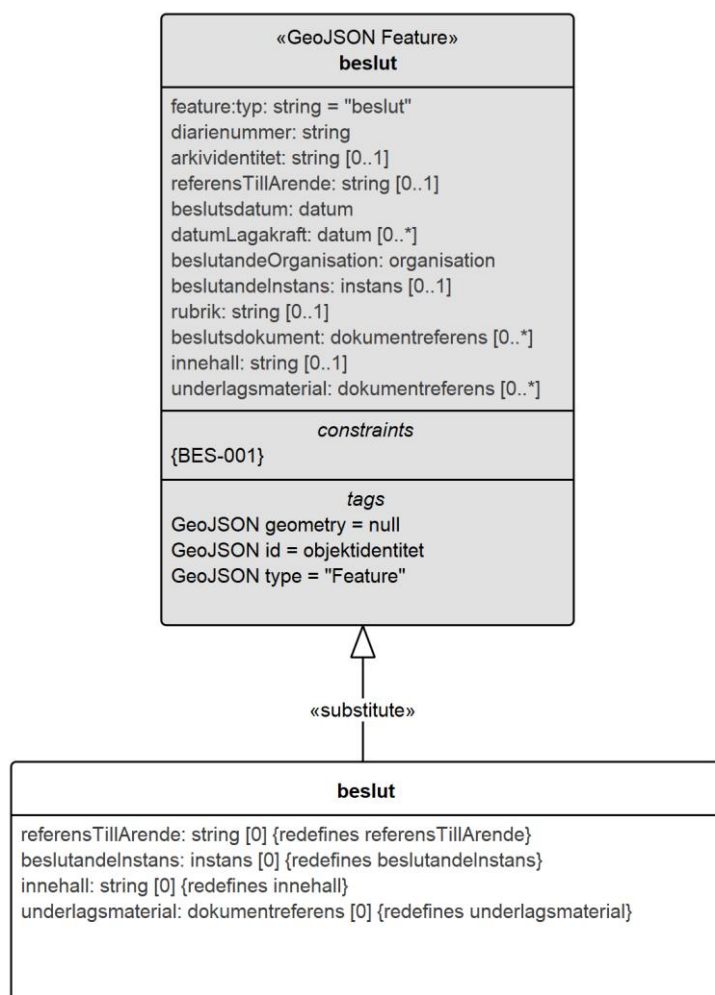 «GeoJSON Feature»
beslut
feature:typ: string = "beslut"
diarienummer: string
arkividentitet: string [0..1]
referensTillArende: string [0..1]
beslutsdatum: datum
datumLagakraft: datum [0..*]
beslutandeOrganisation: organisation
beslutandeInstans: instans [0..1]
rubrik: string [0..1]
beslutsdokument: dokumentreferens [0..*]
innehall: string [0..1]
underlagsmaterial: dokumentreferens [0..*]
constraints
{BES-001}
tags
GeoJSON geometry = null
GeoJSON id = objektidentitet
GeoJSON type = "Feature"
«substitute»
beslut
referensTillArende: string [0] {redefines referensTillArende}
beslutandeInstans: instans [0] {redefines beslutandeInstans}
innehall: string [0] {redefines innehall}
underlagsmaterial: dokumentreferens [0] {redefines underlagsmaterial}